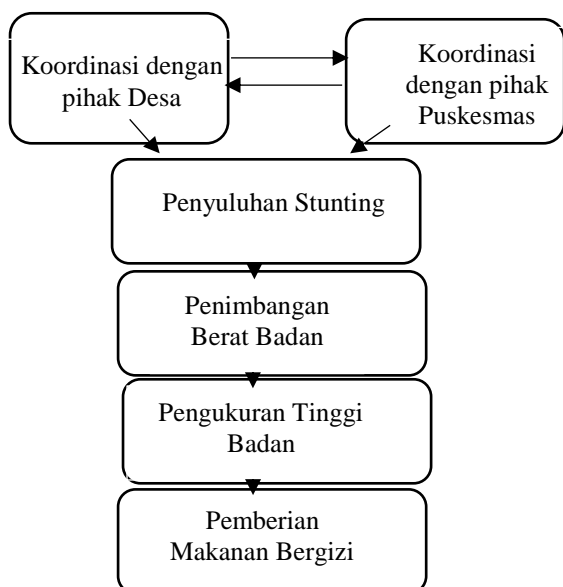 Koordinasi dengan
pihak Desa
Koordinasi
dengan pihak
Puskesmas
Penyuluhan Stunting
Penimbangan
Berat Badan
Pengukuran Tinggi
Badan
Pemberian
Makanan Bergizi